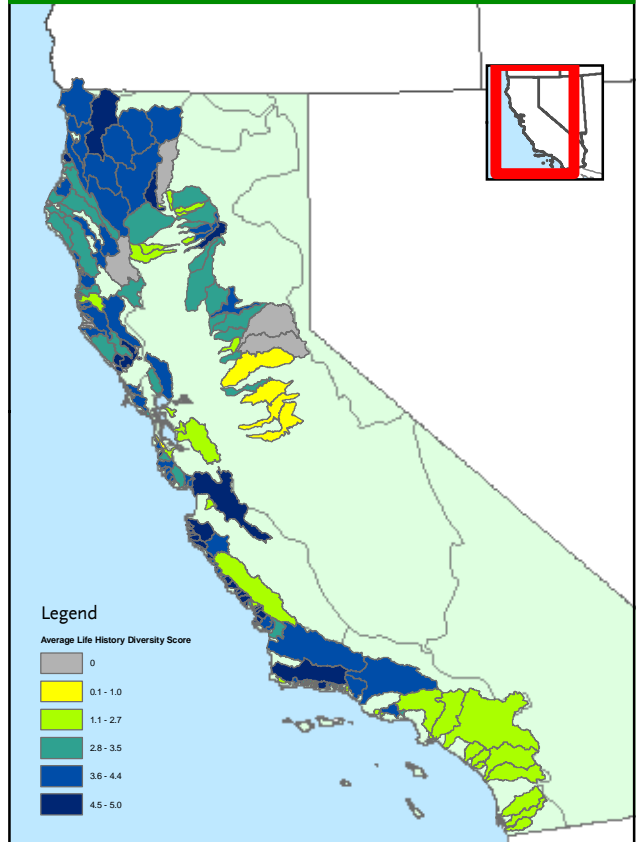 Legend
Average Life History Diversity Score
0
0.1 - 1.0
1.1 - 2.7
2.8 - 3.5
3.6 - 4.4
4.5 - 5.0